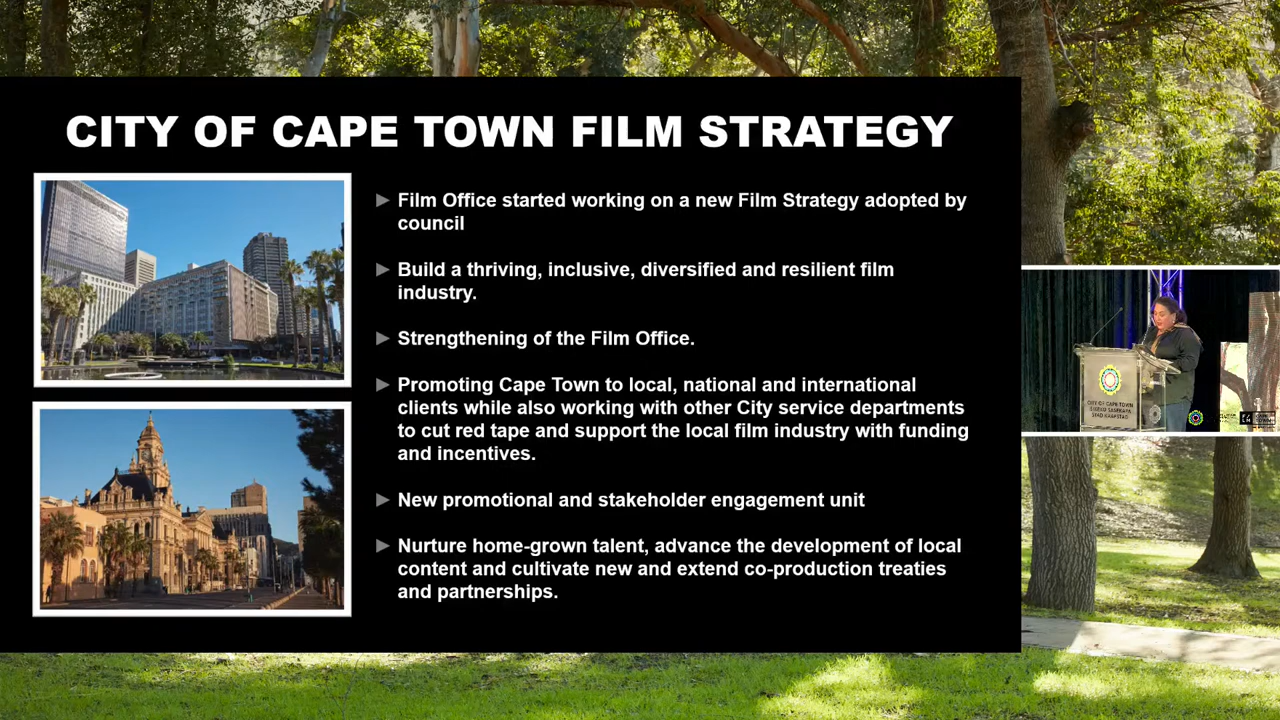 CITY OF CAPE TOWN FILM STRATEGY
Film Office started working on a new Film Strategy adopted by
council
Build a thriving, inclusive, diversified and resilient film
industry.
Strengthening of the Film Office.
Promoting Cape Town to local, national and international
clients while also working with other City service departments
to cut red tape and support the local film industry with funding
and incentives.
New promotional and stakeholder engagement unit
Nurture home-grown talent, advance the development of local
content and cultivate new and extend co-production treaties
and partnerships.
CITY OF CAPE TOWN
ISIXEKO SASEKAPA
STAD KAAPSTAD